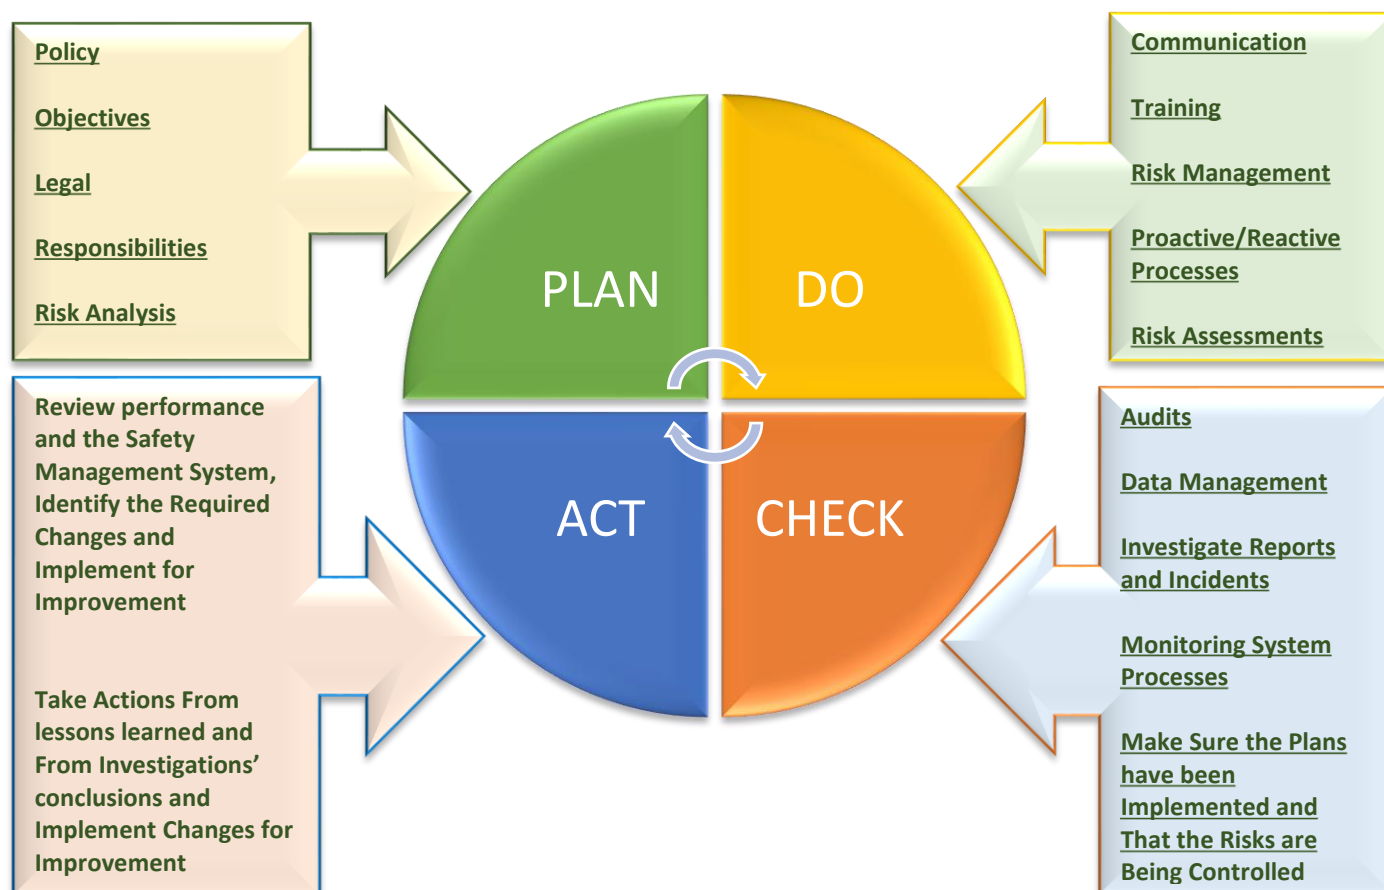 Policy
Objectives
Legal
Responsibilities
Risk Analysis
Communication
Training
Risk Management
Proactive/Reactive
Processes
Risk Assessments
PLAN
DO
ACT
CHECK
Review performance
and the Safety
Management System,
Identify the Required
Changes and
Implement for
Improvement
Take Actions From
lessons learned and
From Investigations’
conclusions and
Implement Changes for
Improvement
Audits
Data Management
Investigate Reports
and Incidents
Monitoring System
Processes
Make Sure the Plans
have been
Implemented and
That the Risks are
Being Controlled